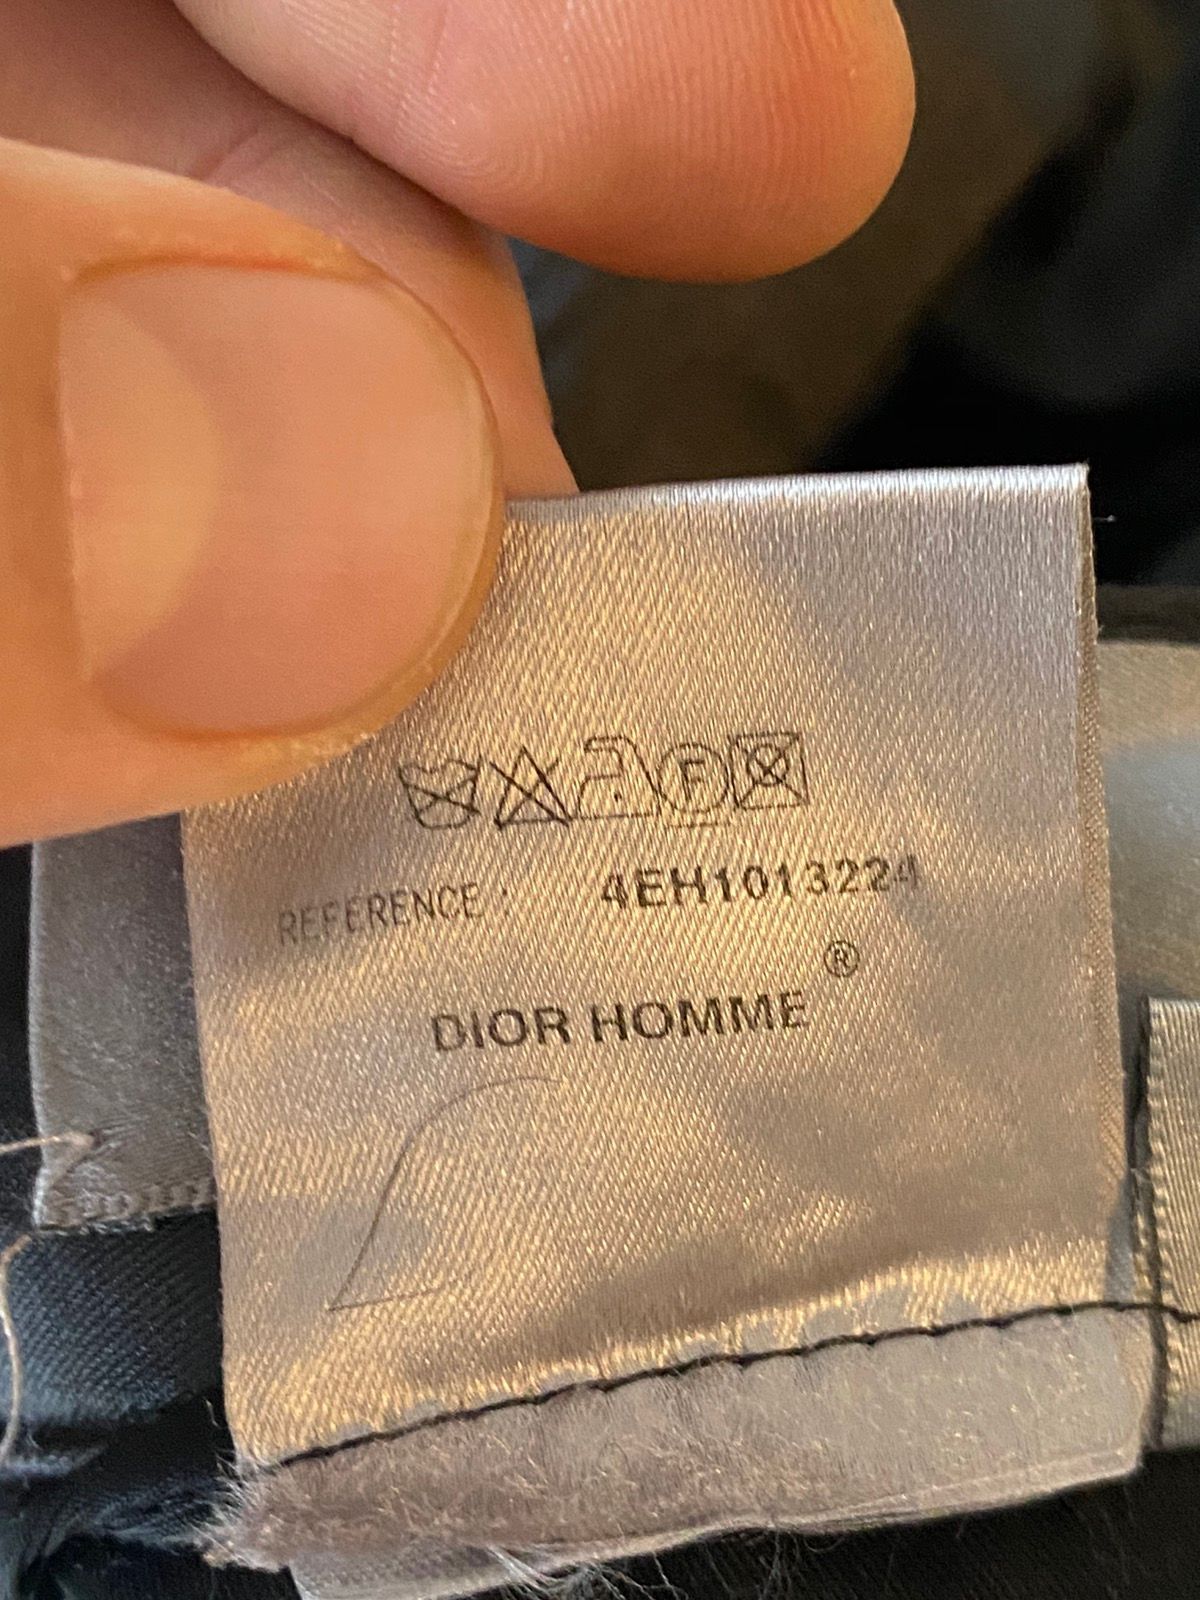 F
REFERENCE : 4EH1013224
®
DIOR HOMME